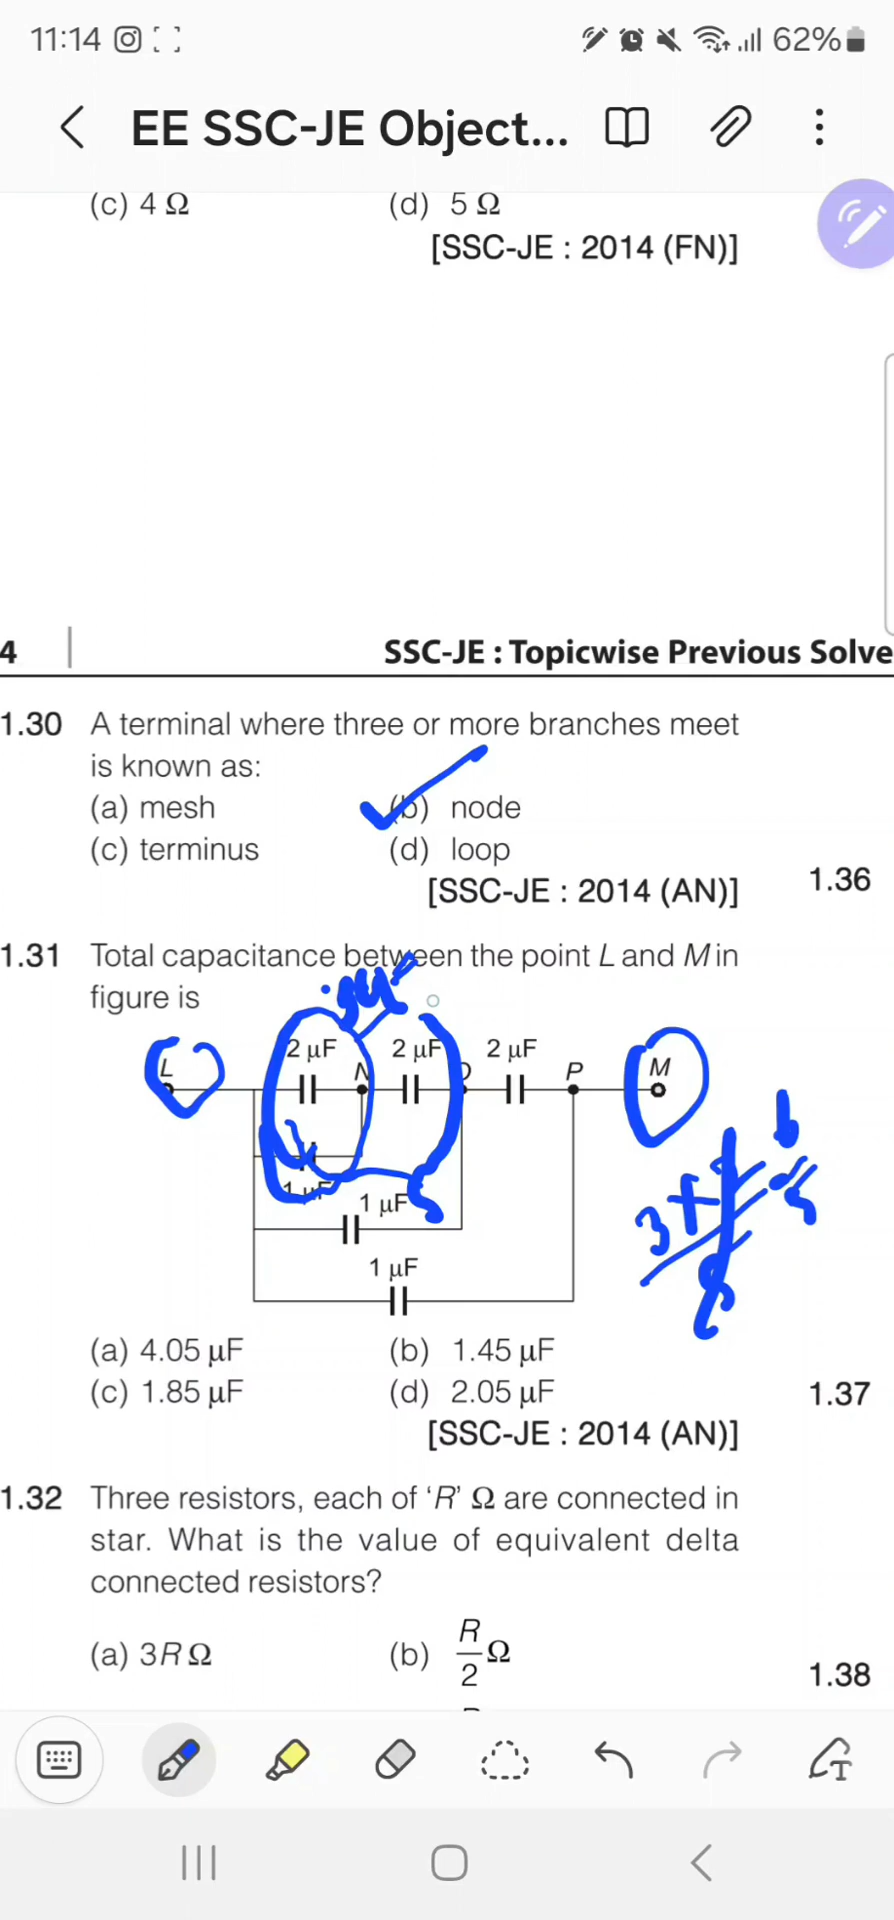 11:14
62%
EE SSC-JE Object...
(c) 4 Ω (d) 5 Ω
[SSC-JE : 2014 (FN)]
4
SSC-JE : Topicwise Previous Solve
1.30 A terminal where three or more branches meet
is known as:
(a) mesh (b) node
(c) terminus (d) loop
[SSC-JE : 2014 (AN)]
1.36
1.31 Total capacitance between the point L and M in
figure is
2 μF 2 μF 2 μF
L N P M
1 μF
1 μF
1 μF
(a) 4.05 μF (b) 1.45 μF
(c) 1.85 μF (d) 2.05 μF
1.37
[SSC-JE : 2014 (AN)]
1.32 Three resistors, each of ‘R’ Ω are connected in
star. What is the value of equivalent delta
connected resistors?
(a) 3R Ω (b) R/2 Ω
1.38
T